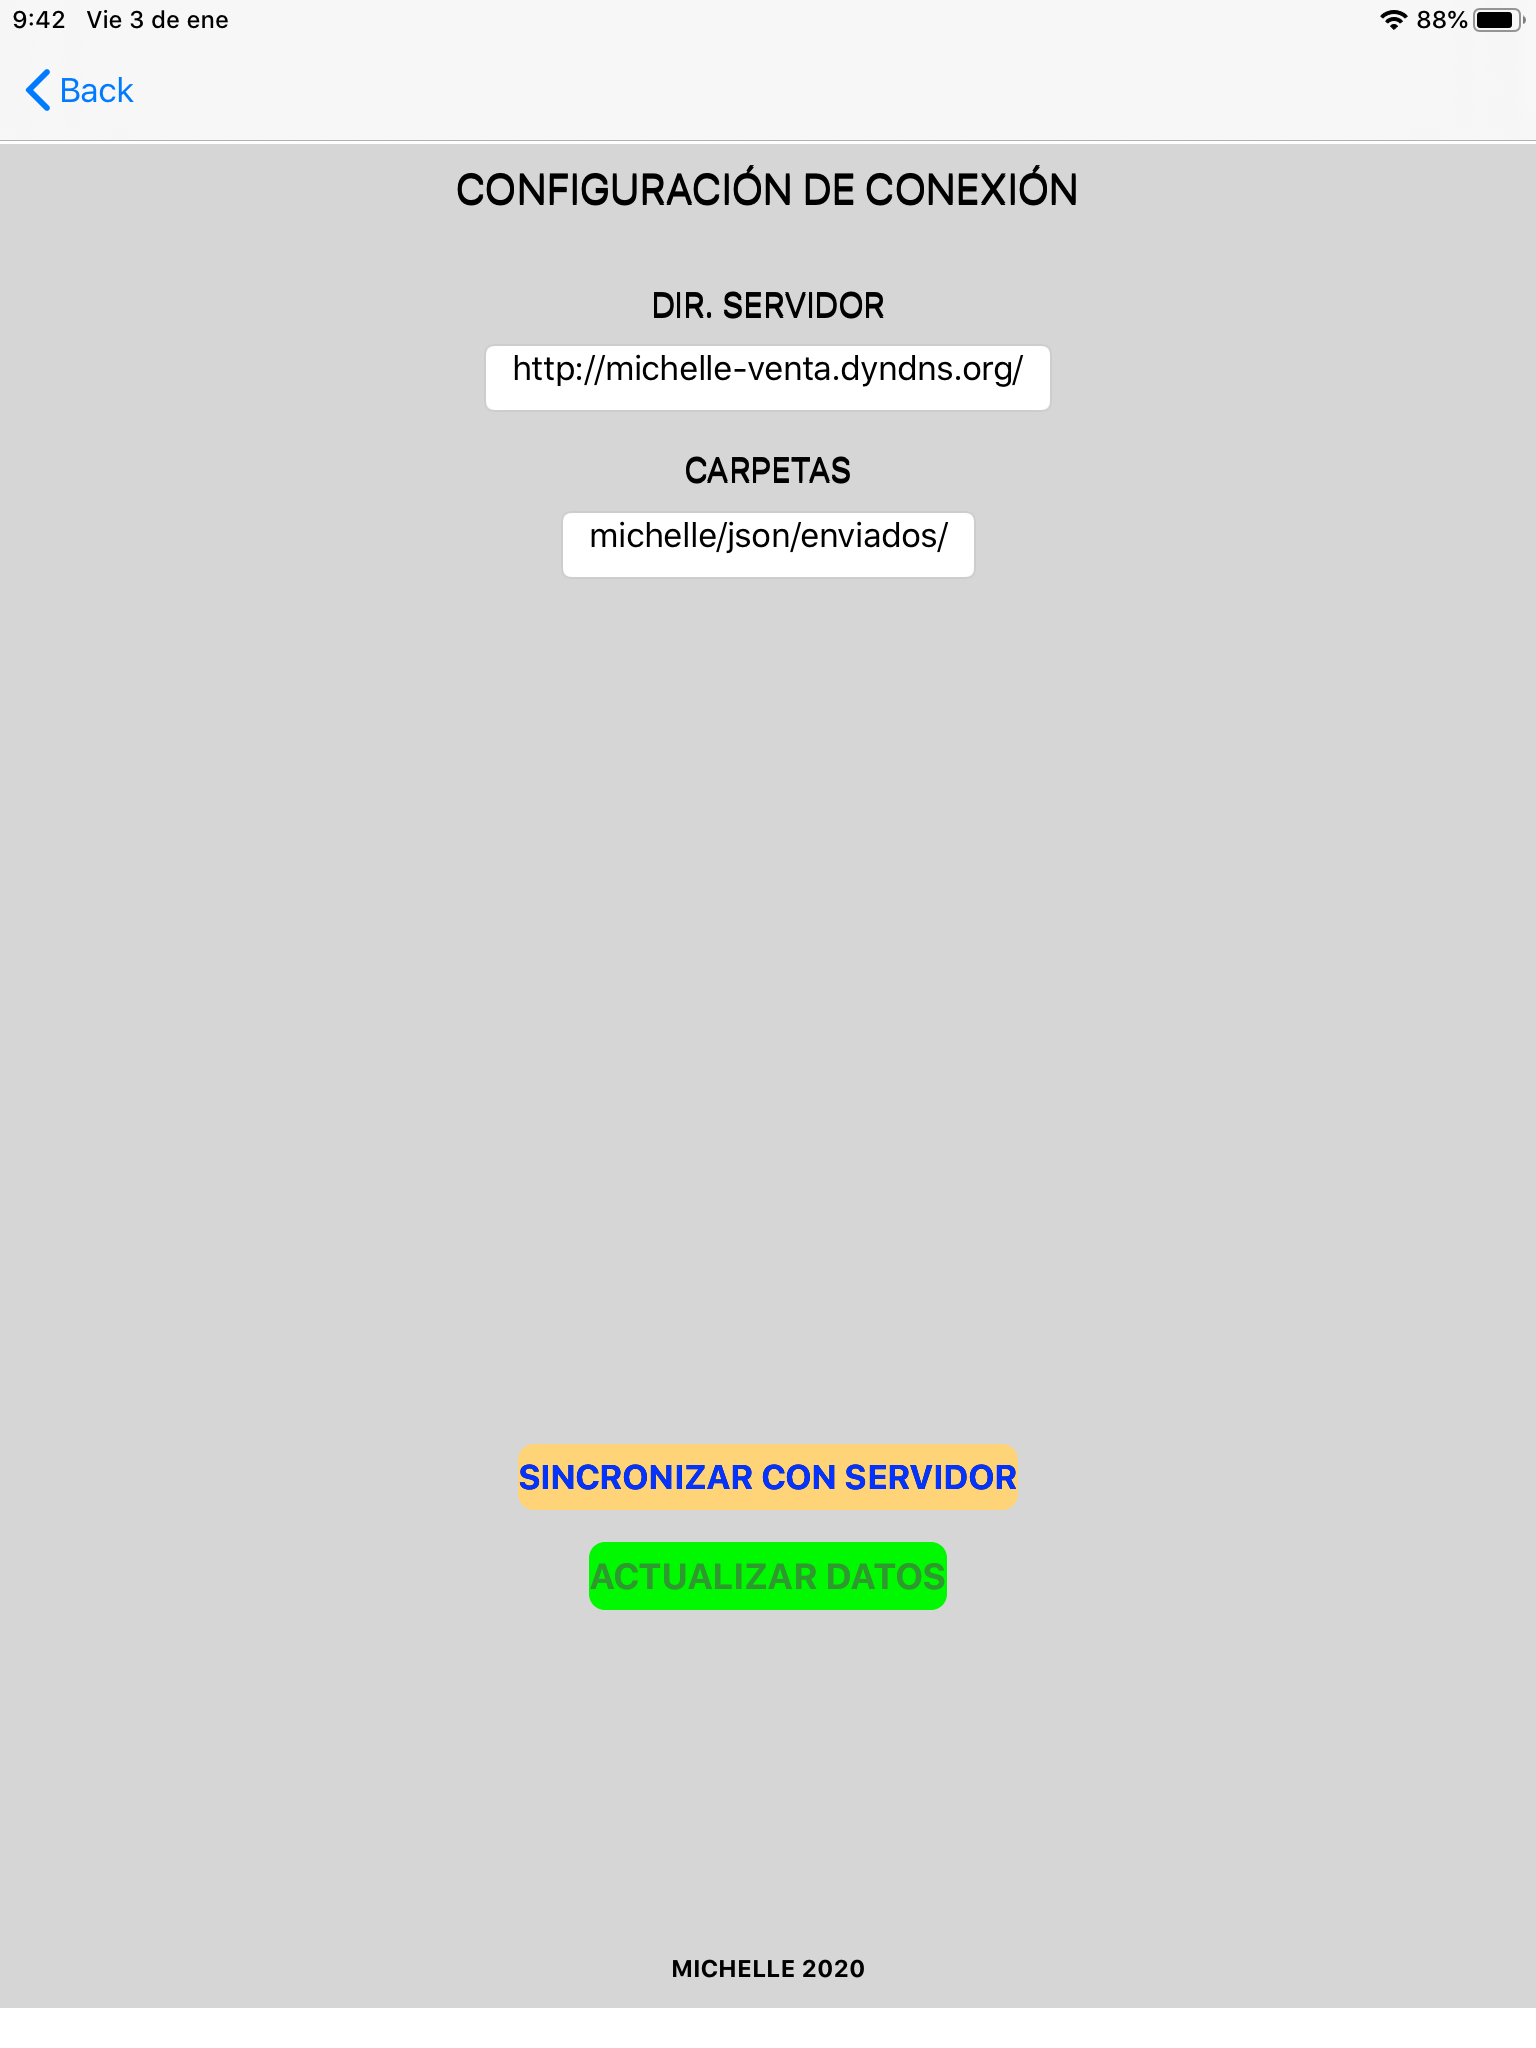 9:42 Vie 3 de ene 88%
Back
CONFIGURACIÓN DE CONEXIÓN
DIR. SERVIDOR
http://michelle-venta.dyndns.org/
CARPETAS
michelle/json/enviados/
SINCRONIZAR CON SERVIDOR
ACTUALIZAR DATOS
MICHELLE 2020